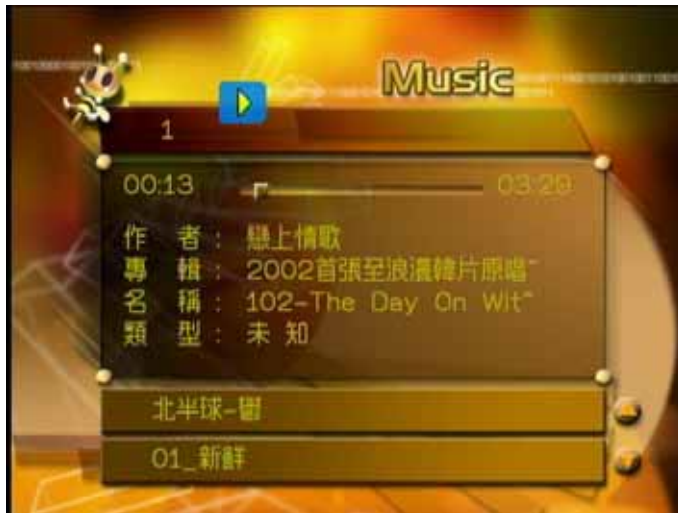 Music
1
00:13 03:29
作 者 : 戀上情歌
專 輯 : 2002首張至浪漫韓片原唱~
名 稱 : 102-The Day On Wit~
類 型 : 未 知
北半球-
01_新鮮